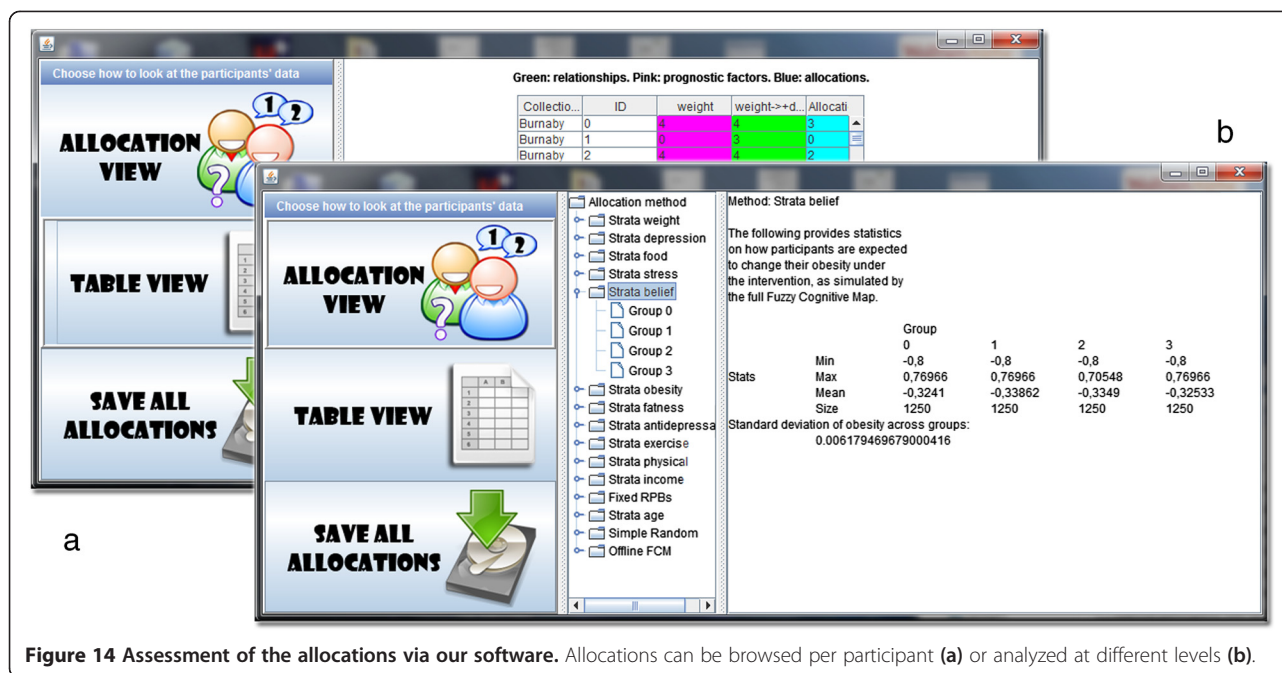 Choose how to look at the participants' data
ALLOCATION
VIEW
1 2
?
TABLE VIEW
SAVE ALL
ALLOCATIONS
Green: relationships. Pink: prognostic factors. Blue: allocations.
Collectio... ID weight weight->+d... Allocati
Burnaby 0 4 4 3
Burnaby 1 0 3 0
Burnaby 2 4 4 2
a
b
Choose how to look at the participants' data
ALLOCATION
VIEW
1 2
?
TABLE VIEW
A B
1
2
3
4
5
6
SAVE ALL
ALLOCATIONS
Allocation method
Strata weight
Strata depression
Strata food
Strata stress
Strata belief
Group 0
Group 1
Group 2
Group 3
Strata obesity
Strata fatness
Strata antidepressa
Strata exercise
Strata physical
Strata income
Fixed RPBs
Strata age
Simple Random
Offline FCM
Method: Strata belief
The following provides statistics
on how participants are expected
to change their obesity under
the intervention, as simulated by
the full Fuzzy Cognitive Map.
Group
0 1 2 3
Min -0,8 -0,8 -0,8 -0,8
Stats Max 0,76966 0,76966 0,70548 0,76966
Mean -0,3241 -0,33862 -0,3349 -0,32533
Size 1250 1250 1250 1250
Standard deviation of obesity across groups:
0.006179469679000416
Figure 14 Assessment of the allocations via our software. Allocations can be browsed per participant (a) or analyzed at different levels (b).